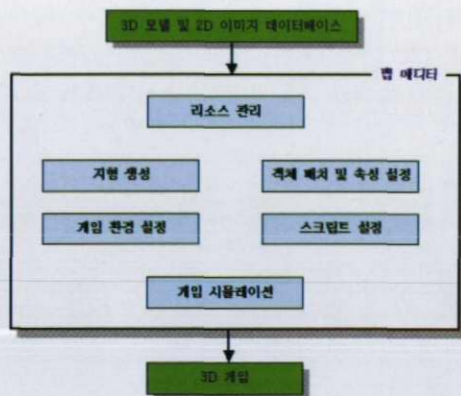 3D 모델 및 2D 이미지 데이터베이스
맵 에디터
리소스 관리
지형 생성
객체 배치 및 속성 설정
게임 환경 설정
스크립트 설정
게임 시뮬레이션
3D 게임